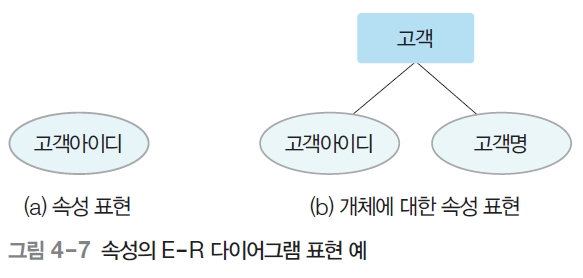 고객
고객아이디
고객아이디
고객명
(a) 속성 표현
(b) 개체에 대한 속성 표현
그림 4-7 속성의 E-R 다이어그램 표현 예